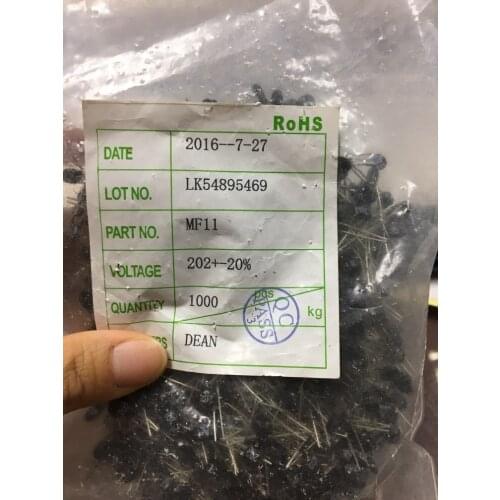 RoHS
DATE 2016--7-27
LOT NO. LK54895469
PART NO. MF11
VOLTAGE 202+-20%
QUANTITY 1000 pcs kg
QC
PASS
DEAN